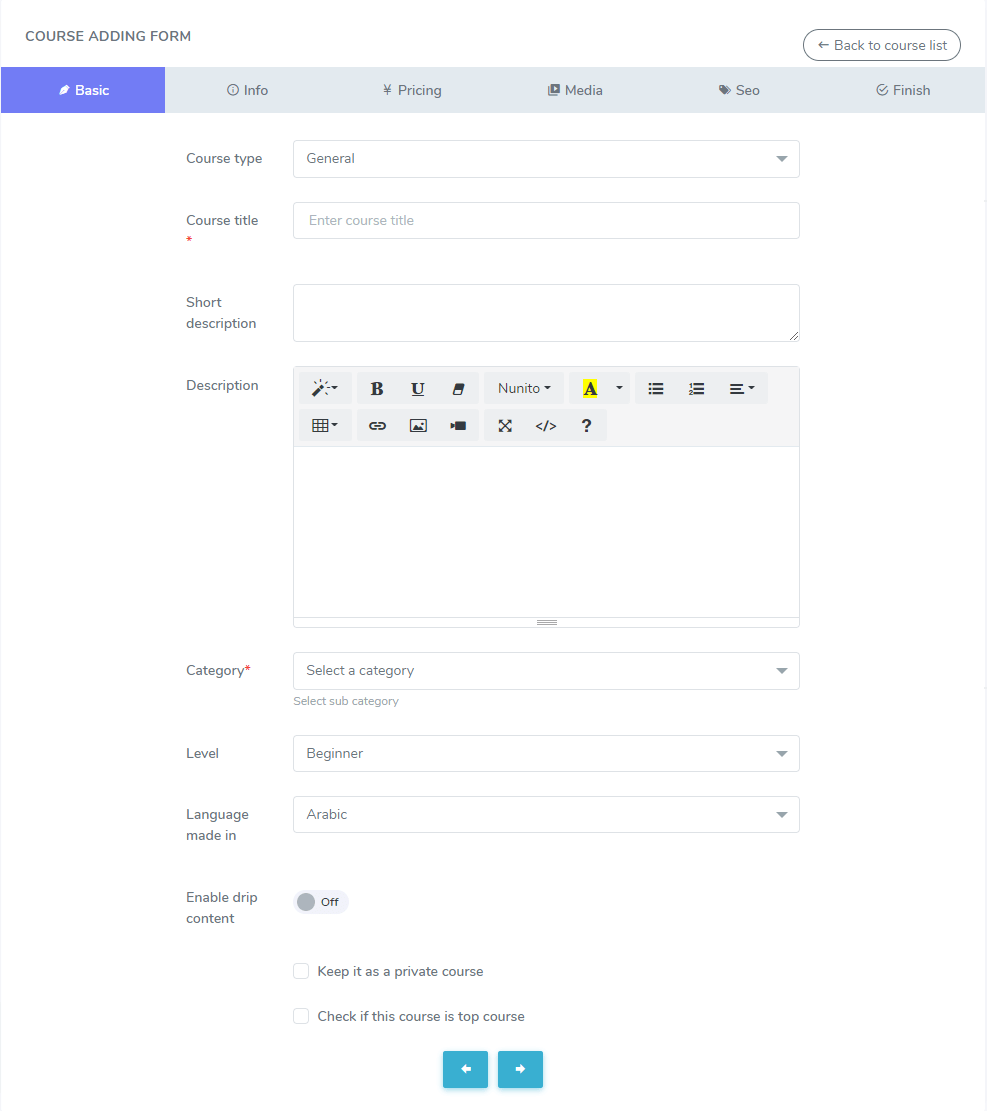 COURSE ADDING FORM
← Back to course list
Basic
Info
¥ Pricing
Media
Seo
Finish
Course type
General
Course title
*
Enter course title
Short
description
Description
B
U
Nunito
A
</>
?
Category*
Select a category
Select sub category
Level
Beginner
Language
made in
Arabic
Enable drip
content
Off
Keep it as a private course
Check if this course is top course